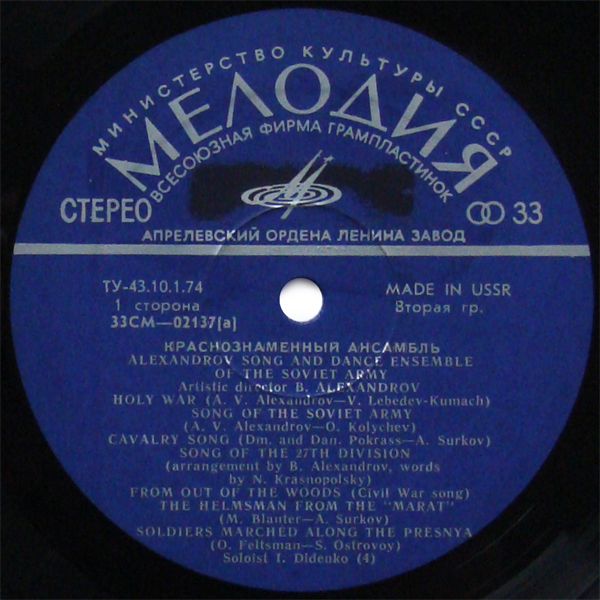 МИНИСТЕРСТВО КУЛЬТУРЫ СССР
МЕЛОДИЯ
ВСЕСОЮЗНАЯ ФИРМА ГРАМПЛАСТИНОК
СТЕРЕО
33
АПРЕЛЕВСКИЙ ОРДЕНА ЛЕНИНА ЗАВОД
ТУ-43.10.1.74
MADE IN USSR
1 сторона
Вторая гр.
33СМ—02137(а)
КРАСНОЗНАМЕННЫЙ АНСАМБЛЬ
ALEXANDROV SONG AND DANCE ENSEMBLE
OF THE SOVIET ARMY
Artistic director B. ALEXANDROV
HOLY WAR (A. V. Alexandrov—V. Lebedev-Kumach)
SONG OF THE SOVIET ARMY
(A. V. Alexandrov—O. Kolychev)
CAVALRY SONG (Dm. and Dan. Pokrass—A. Surkov)
SONG OF THE 27TH DIVISION
(arrangement by B. Alexandrov, words
by N. Krasnopolsky)
FROM OUT OF THE WOODS (Civil War song)
THE HELMSMAN FROM THE "MARAT"
(M. Blanter—A. Surkov)
SOLDIERS MARCHED ALONG THE PRESNYA
(O. Feltsman—S. Ostrovoy)
Soloist I. Didenko (4)